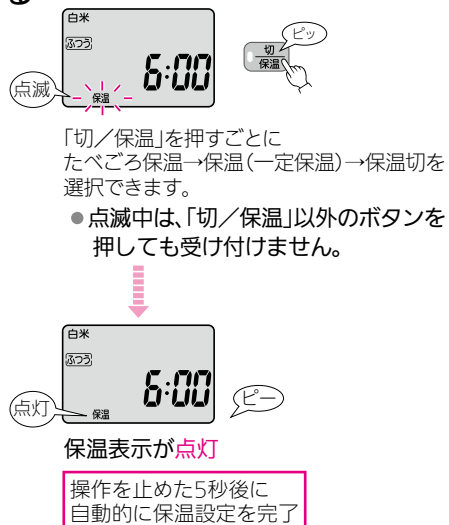 白米
ふつう
6:00
点滅
保温
ピッ
切
保温
「切／保温」を押すごとに
たべごろ保温→保温(一定保温)→保温切を
選択できます。
●点滅中は、「切／保温」以外のボタンを
押しても受け付けません。
白米
ふつう
6:00
点灯
保温
ピー
保温表示が点灯
操作を止めた5秒後に
自動的に保温設定を完了